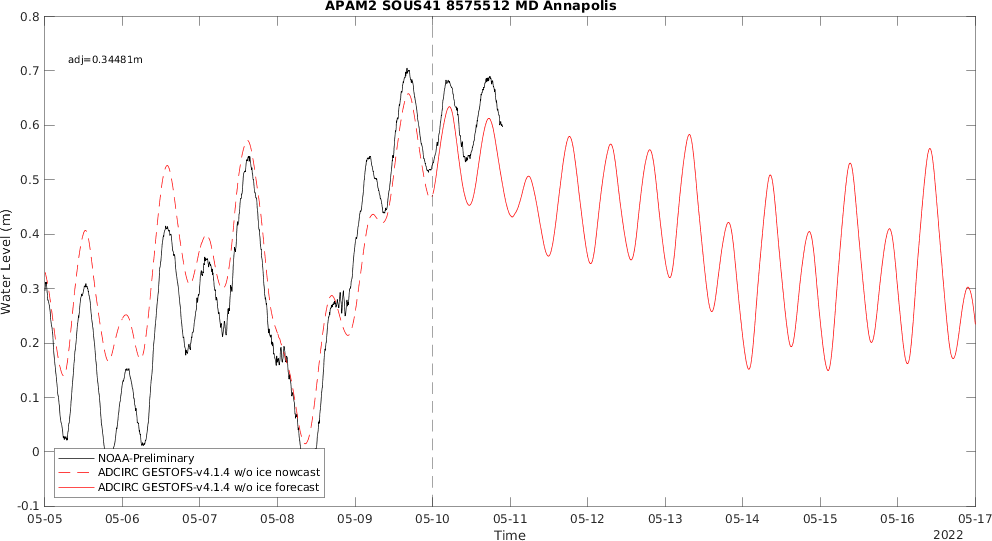 APAM2 SOUS41 8575512 MD Annapolis
adj=0.34481m
Water Level (m)
0.8
0.7
0.6
0.5
0.4
0.3
0.2
0.1
0
-0.1
NOAA-Preliminary
ADCIRC GESTOFS-v4.1.4 w/o ice nowcast
ADCIRC GESTOFS-v4.1.4 w/o ice forecast
05-05 05-06 05-07 05-08 05-09 05-10 05-11 05-12 05-13 05-14 05-15 05-16 05-17
Time
2022